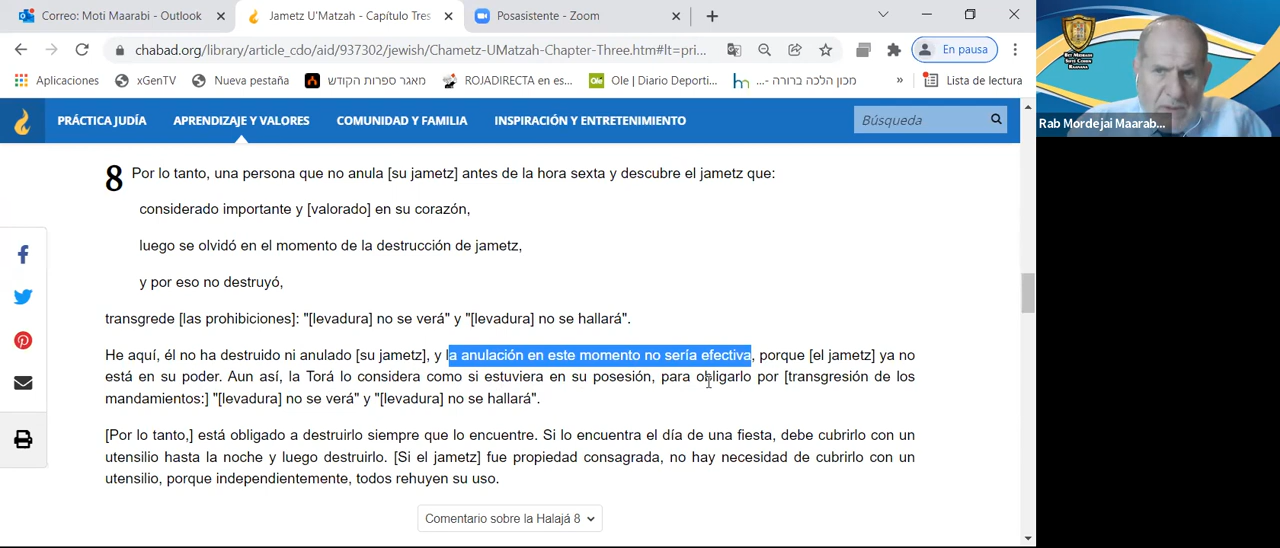 Correo: Moti Maarabi - Outlook
Jametz U'Matzah - Capítulo Tres
Posasistente - Zoom
chabad.org/library/article_cdo/aid/937302/jewish/Chametz-UMatzah-Chapter-Three.htm#lt=pri...
En pausa
Aplicaciones
xGenTV
Nueva pestaña
מאגר ספרות הקודש
ROJADIRECTA en es...
Ole | Diario Deporti...
מכון הלכה ברורה -...
»
Lista de lectura
Rab Mordejai Maarab...
PRÁCTICA JUDÍA
APRENDIZAJE Y VALORES
COMUNIDAD Y FAMILIA
INSPIRACIÓN Y ENTRETENIMIENTO
Búsqueda
8 Por lo tanto, una persona que no anula [su jametz] antes de la hora sexta y descubre el jametz que:
considerado importante y [valorado] en su corazón,
luego se olvidó en el momento de la destrucción de jametz,
y por eso no destruyó,
transgrede [las prohibiciones]: "[levadura] no se verá" y "[levadura] no se hallará".
He aquí, él no ha destruido ni anulado [su jametz], y la anulación en este momento no sería efectiva, porque [el jametz] ya no
está en su poder. Aun así, la Torá lo considera como si estuviera en su posesión, para obligarlo por [transgresión de los
mandamientos:] "[levadura] no se verá" y "[levadura] no se hallará".
[Por lo tanto,] está obligado a destruirlo siempre que lo encuentre. Si lo encuentra el día de una fiesta, debe cubrirlo con un
utensilio hasta la noche y luego destruirlo. [Si el jametz] fue propiedad consagrada, no hay necesidad de cubrirlo con un
utensilio, porque independientemente, todos rehuyen su uso.
Comentario sobre la Halajá 8